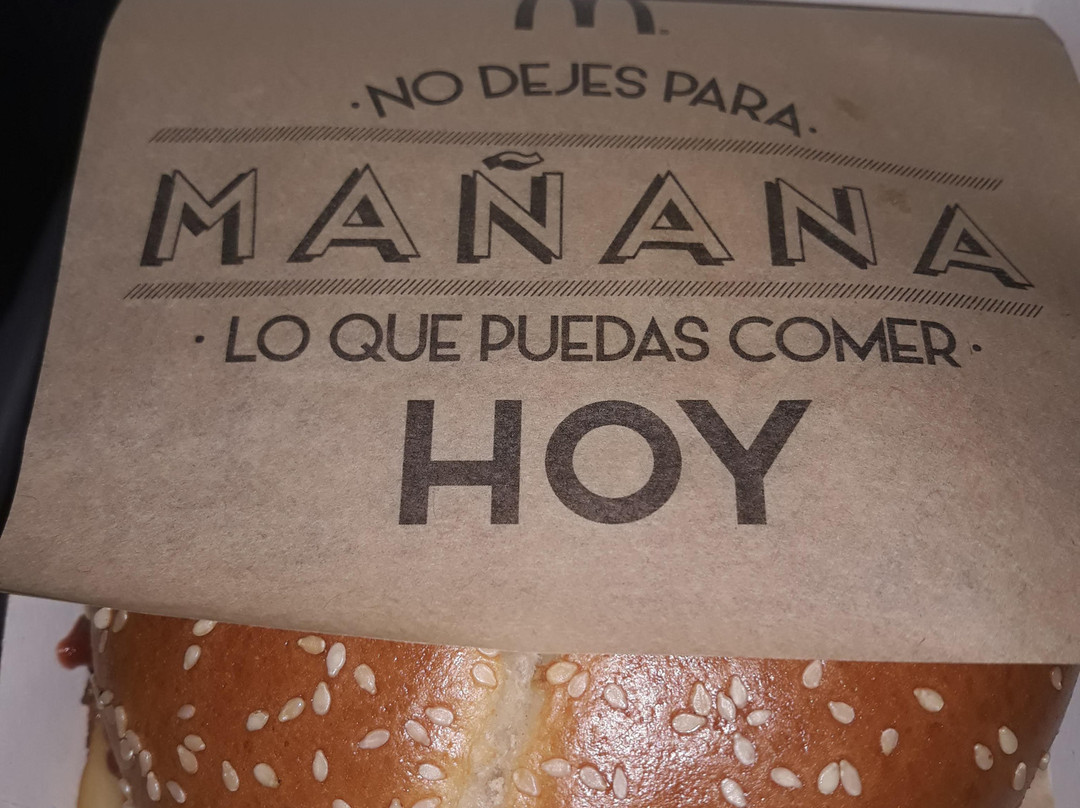 · NO DEJES PARA ·
MAÑANA
· LO QUE PUEDAS COMER ·
HOY